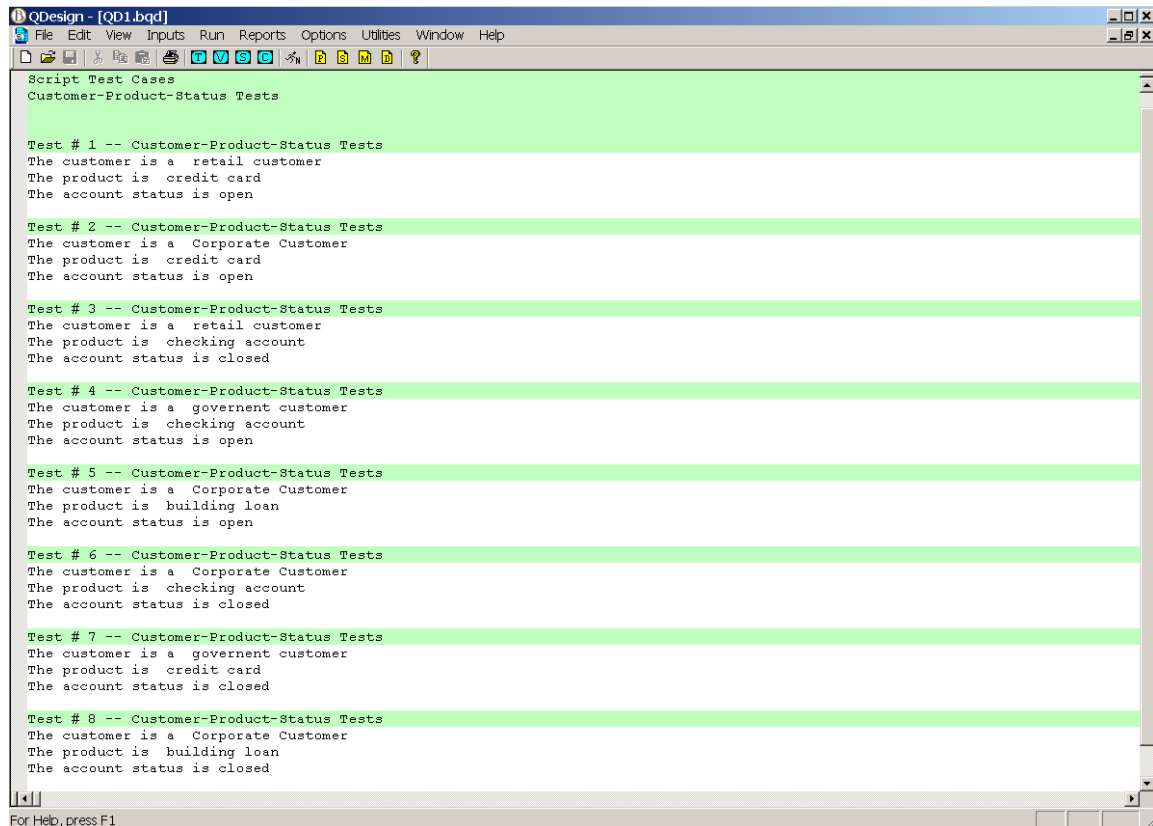 QDesign - [QD1.bqd]
File Edit View Inputs Run Reports Options Utilities Window Help
T V S C N P S M D ?
Script Test Cases
Customer-Product-Status Tests
Test # 1 -- Customer-Product-Status Tests
The customer is a  retail customer
The product is  credit card
The account status is open
Test # 2 -- Customer-Product-Status Tests
The customer is a  Corporate Customer
The product is  credit card
The account status is open
Test # 3 -- Customer-Product-Status Tests
The customer is a  retail customer
The product is  checking account
The account status is closed
Test # 4 -- Customer-Product-Status Tests
The customer is a  governent customer
The product is  checking account
The account status is open
Test # 5 -- Customer-Product-Status Tests
The customer is a  Corporate Customer
The product is  building loan
The account status is open
Test # 6 -- Customer-Product-Status Tests
The customer is a  Corporate Customer
The product is  checking account
The account status is closed
Test # 7 -- Customer-Product-Status Tests
The customer is a  governent customer
The product is  credit card
The account status is closed
Test # 8 -- Customer-Product-Status Tests
The customer is a  Corporate Customer
The product is  building loan
The account status is closed
For Help, press F1